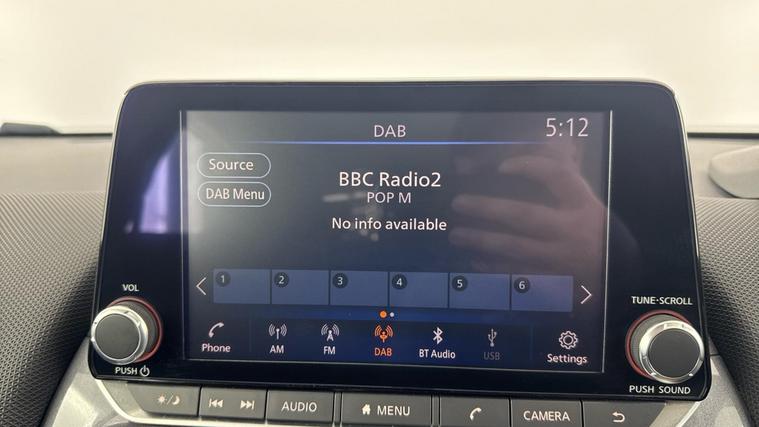 DAB 5:12
Source
DAB Menu
BBC Radio2
POP M
No info available
1 2 3 4 5 6
VOL
TUNE·SCROLL
Phone AM FM DAB BT Audio USB Settings
PUSH
PUSH SOUND
AUDIO MENU CAMERA